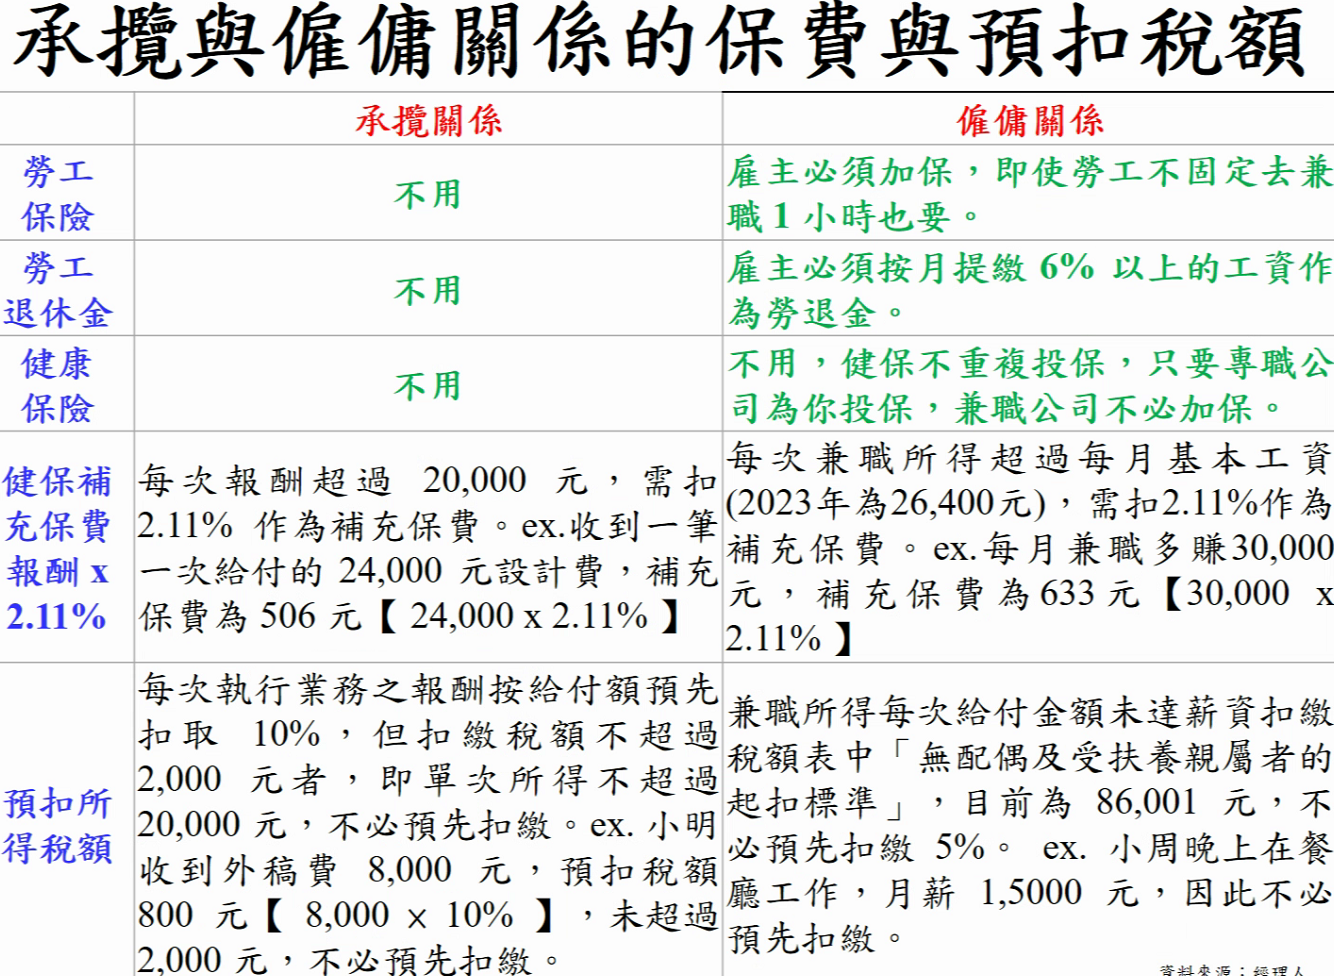 承攬與僱傭關係的保費與預扣稅額
承攬關係
僱傭關係
勞工
保險
不用
雇主必須加保，即使勞工不固定去兼
職 1 小時也要。
勞工
退休金
不用
雇主必須按月提繳 6% 以上的工資作
為勞退金。
健康
保險
不用
不用，健保不重複投保，只要專職公
司為你投保，兼職公司不必加保。
健保補
充保費
報酬 x
2.11%
每次報酬超過 20,000 元，需扣
2.11% 作為補充保費。ex.收到一筆
一次給付的 24,000 元設計費，補充
保費為 506 元【 24,000 x 2.11% 】
每次兼職所得超過每月基本工資
(2023年為26,400元)，需扣2.11%作為
補充保費。ex.每月兼職多賺30,000
元，補充保費為633元【30,000 x
2.11% 】
預扣所
得稅額
每次執行業務之報酬按給付額預先
扣取 10%，但扣繳稅額不超過
2,000 元者，即單次所得不超過
20,000 元，不必預先扣繳。ex. 小明
收到外稿費 8,000 元，預扣稅額
800 元【 8,000 × 10% 】，未超過
2,000 元，不必預先扣繳。
兼職所得每次給付金額未達薪資扣繳
稅額表中「無配偶及受扶養親屬者的
起扣標準」，目前為 86,001 元，不
必預先扣繳 5%。 ex. 小周晚上在餐
廳工作，月薪 1,5000 元，因此不必
預先扣繳。
資料來源：經理人